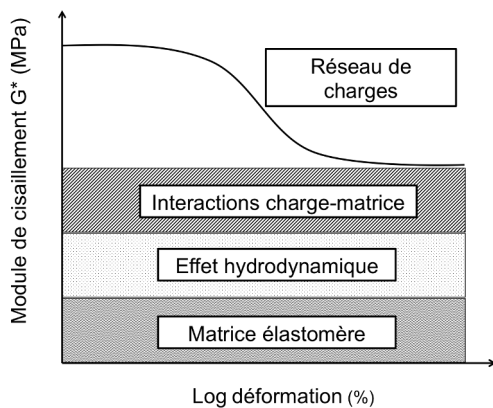 Module de cisaillement G* (MPa)
Réseau de
charges
Interactions charge-matrice
Effet hydrodynamique
Matrice élastomère
Log déformation (%)